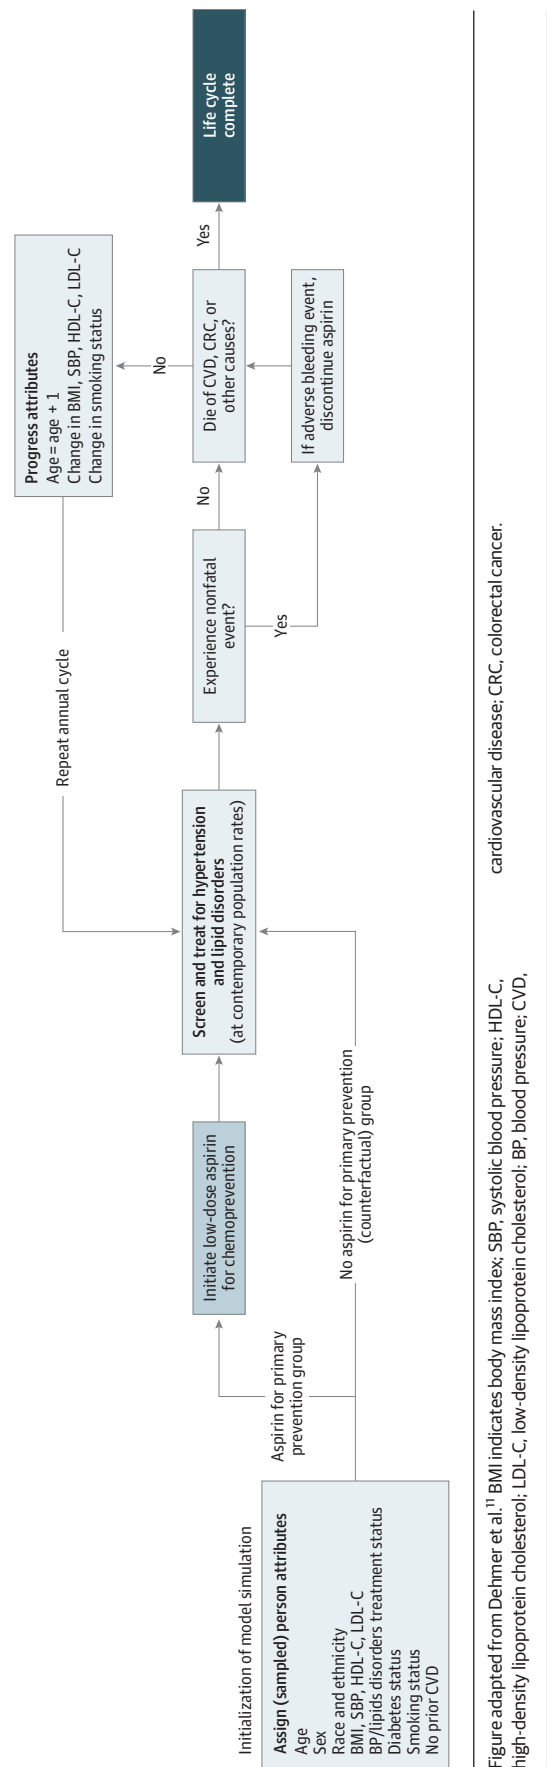 Initialization of model simulation
Assign (sampled) person attributes
Age
Sex
Race and ethnicity
BMI, SBP, HDL-C, LDL-C
BP/lipids disorders treatment status
Diabetes status
Smoking status
No prior CVD
Aspirin for primary
prevention group
Initiate low-dose aspirin
for chemoprevention
No aspirin for primary prevention
(counterfactual) group
Screen and treat for hypertension
and lipid disorders
(at contemporary population rates)
Repeat annual cycle
Experience nonfatal
event?
No
Yes
If adverse bleeding event,
discontinue aspirin
Die of CVD, CRC, or
other causes?
No
Progress attributes
Age = age + 1
Change in BMI, SBP, HDL-C, LDL-C
Change in smoking status
Yes
Life cycle
complete
Figure adapted from Dehmer et al.11 BMI indicates body mass index; SBP, systolic blood pressure; HDL-C,
high-density lipoprotein cholesterol; LDL-C, low-density lipoprotein cholesterol; BP, blood pressure; CVD,
cardiovascular disease; CRC, colorectal cancer.